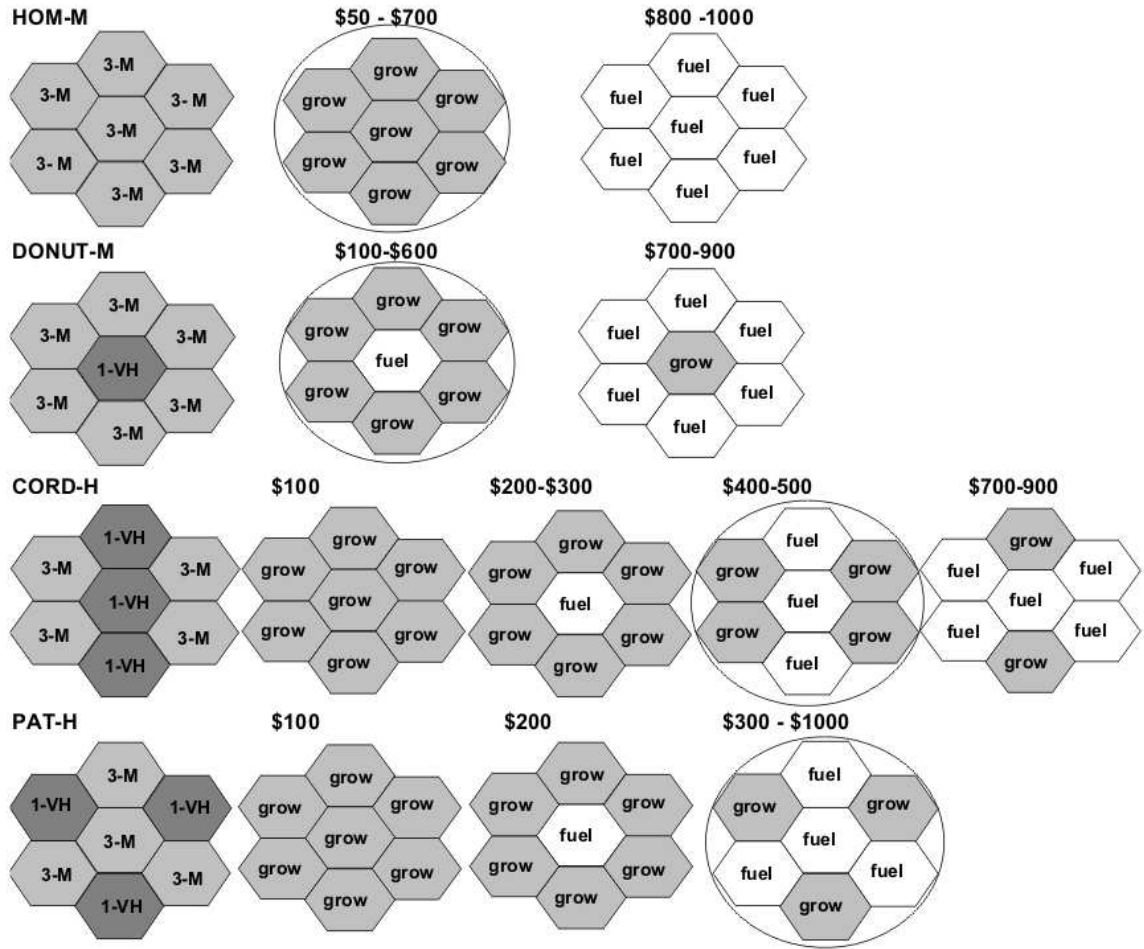 HOM-M $50 - $700 $800 -1000
3-M grow fuel
3-M 3- M grow grow fuel fuel
3-M grow fuel
3- M 3-M grow grow fuel fuel
3-M grow fuel
DONUT-M $100-$600 $700-900
3-M grow fuel
3-M 3-M grow grow fuel fuel
1-VH fuel grow
3-M 3-M grow grow fuel fuel
3-M grow fuel
CORD-H $100 $200-$300 $400-500 $700-900
1-VH grow grow fuel grow
3-M 3-M grow grow grow grow grow grow fuel fuel
1-VH grow fuel fuel fuel
3-M 3-M grow grow grow grow grow grow fuel fuel
1-VH grow grow fuel grow
PAT-H $100 $200 $300 - $1000
3-M grow grow fuel
1-VH 1-VH grow grow grow grow grow grow
3-M grow fuel fuel
3-M 3-M grow grow grow grow fuel fuel
1-VH grow grow grow